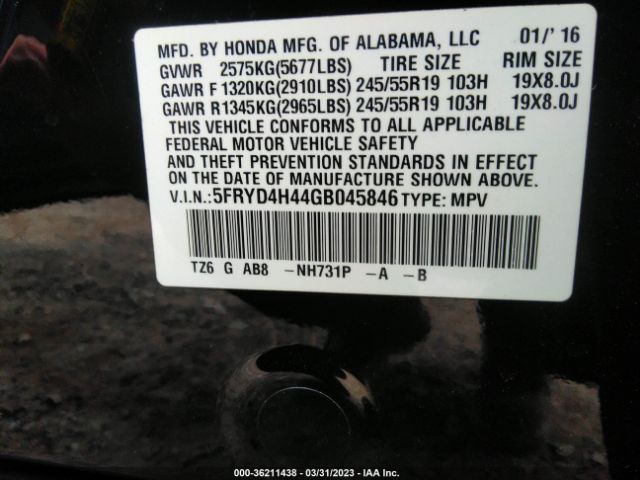 MFD. BY HONDA MFG. OF ALABAMA, LLC 01/' 16
GVWR 2575KG(5677LBS) TIRE SIZE RIM SIZE
GAWR F 1320KG(2910LBS) 245/55R19 103H 19X8.0J
GAWR R 1345KG(2965LBS) 245/55R19 103H 19X8.0J
THIS VEHICLE CONFORMS TO ALL APPLICABLE
FEDERAL MOTOR VEHICLE SAFETY
AND THEFT PREVENTION STANDARDS IN EFFECT
ON THE DATE OF MANUFACTURE SHOWN ABOVE.
V.I.N.: 5FRYD4H44GB045846 TYPE: MPV
TZ6 G AB8 -NH731P -A -B
000-36211438 - 03/31/2023 - IAA Inc.